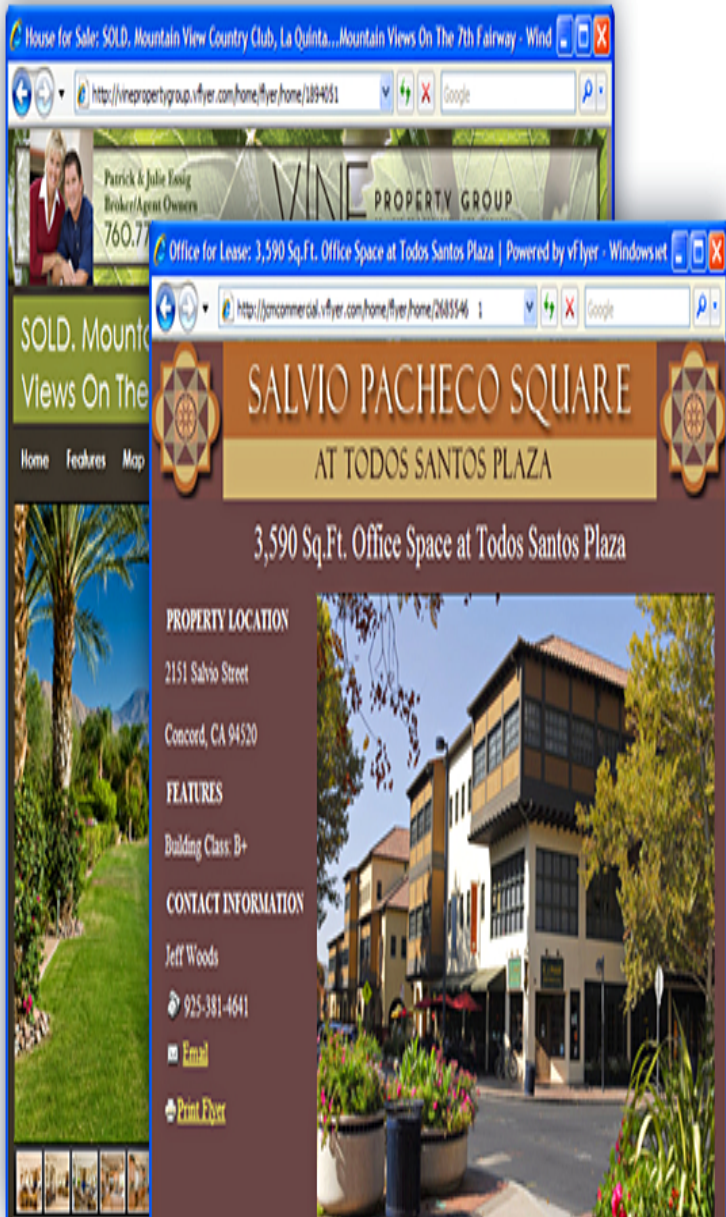 House for Sale: SOLD. Mountain View Country Club, La Quinta...Mountain Views On The 7th Fairway - Wind
http://vinepropertygroup.vflyer.com/home/flyer/home/1894051
Google
Patrick & Julie Essig
Broker/Agent Owners
760.77
VINE PROPERTY GROUP
SOLD. Mounta
Views On The
Home Features Map
Office for Lease: 3,590 Sq.Ft. Office Space at Todos Santos Plaza | Powered by vFlyer - Windows
http://jcmcommercial.vflyer.com/home/flyer/home/2685546 1
Google
SALVIO PACHECO SQUARE
AT TODOS SANTOS PLAZA
3,590 Sq.Ft. Office Space at Todos Santos Plaza
PROPERTY LOCATION
2151 Salvio Street
Concord, CA 94520
FEATURES
Building Class: B+
CONTACT INFORMATION
Jeff Woods
925-381-4641
Email
Print Flyer